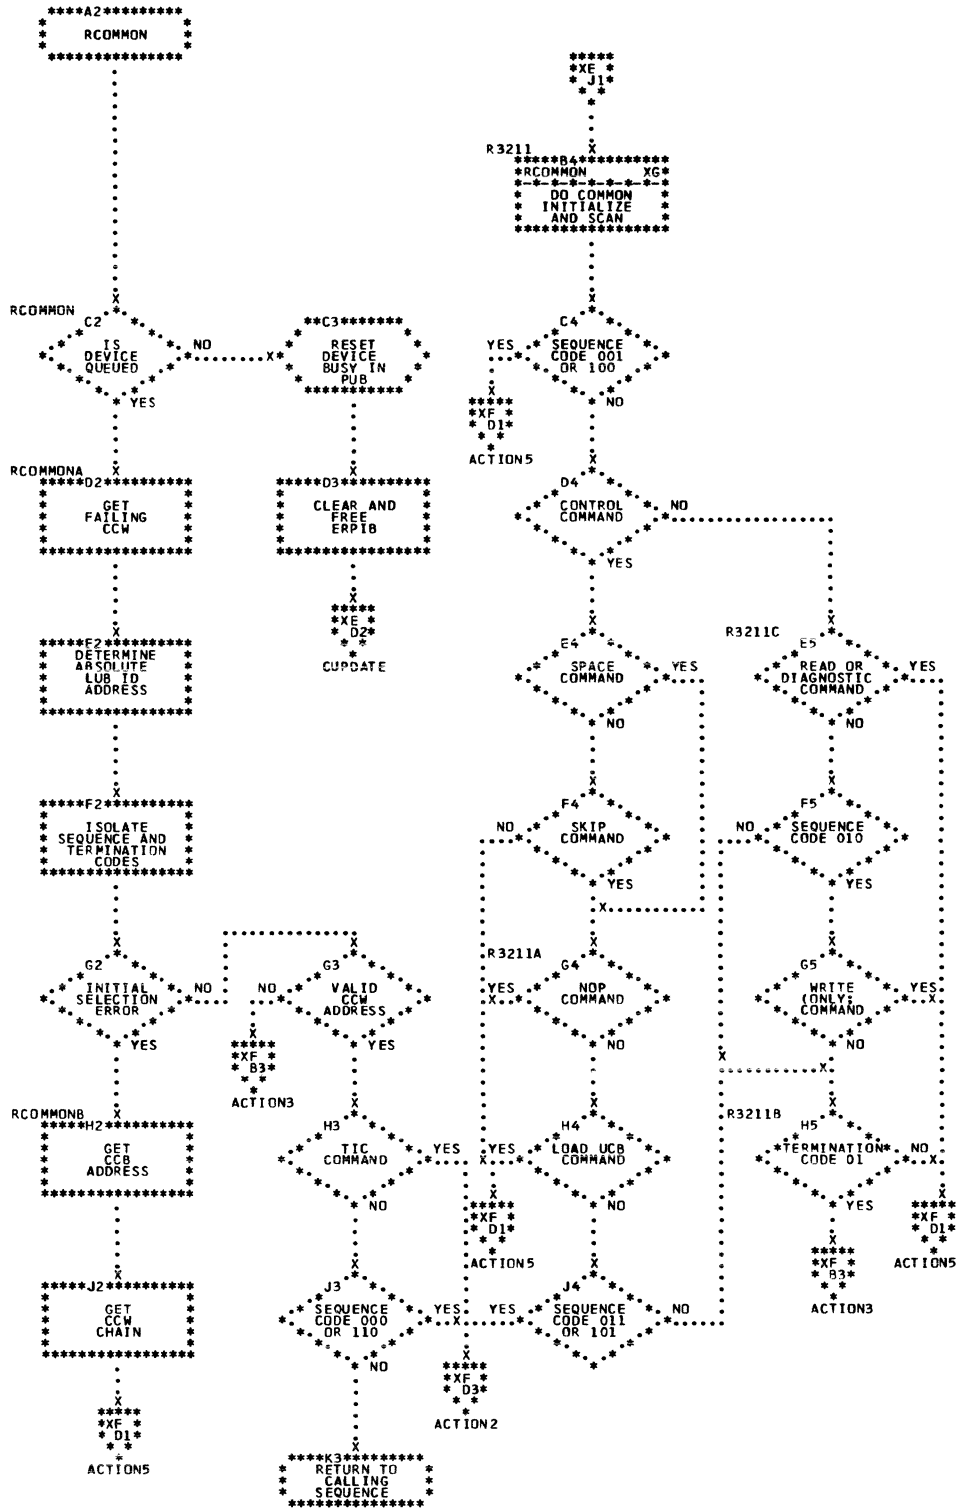 A2
RCOMMON
XE
J1
R3211
B4
RCOMMON XG
DO COMMON
INITIALIZE
AND SCAN
RCOMMON
C2
IS
DEVICE
QUEUED
NO
YES
C3
RESET
DEVICE
BUSY IN
PUB
C4
SEQUENCE
CODE 001
OR 100
YES
NO
XF
D1
ACTION5
RCOMMONA
D2
GET
FAILING
CCW
D3
CLEAR AND
FREE
ERPIB
D4
CONTROL
COMMAND
NO
YES
XE
D2
CUPDATE
E2
DETERMINE
ABSOLUTE
LUB ID
ADDRESS
E4
SPACE
COMMAND
YES
NO
R3211C
E5
READ OR
DIAGNOSTIC
COMMAND
YES
NO
F2
ISOLATE
SEQUENCE AND
TERMINATION
CODES
F4
SKIP
COMMAND
NO
YES
F5
SEQUENCE
CODE 010
NO
YES
G2
INITIAL
SELECTION
ERROR
NO
YES
G3
VALID
CCW
ADDRESS
NO
YES
XF
B3
ACTION3
R3211A
G4
NOP
COMMAND
YES
NO
G5
WRITE
(ONLY)
COMMAND
YES
NO
RCOMMONB
H2
GET
CCB
ADDRESS
H3
TIC
COMMAND
YES
NO
H4
LOAD UCB
COMMAND
YES
NO
XF
D1
ACTION5
R3211B
H5
TERMINATION
CODE 01
NO
YES
XF
D1
ACTION5
XF
B3
ACTION3
J2
GET
CCW
CHAIN
J3
SEQUENCE
CODE 000
OR 110
YES
NO
J4
SEQUENCE
CODE 011
OR 101
YES
NO
XF
D3
ACTION2
XF
D1
ACTION5
K3
RETURN TO
CALLING
SEQUENCE